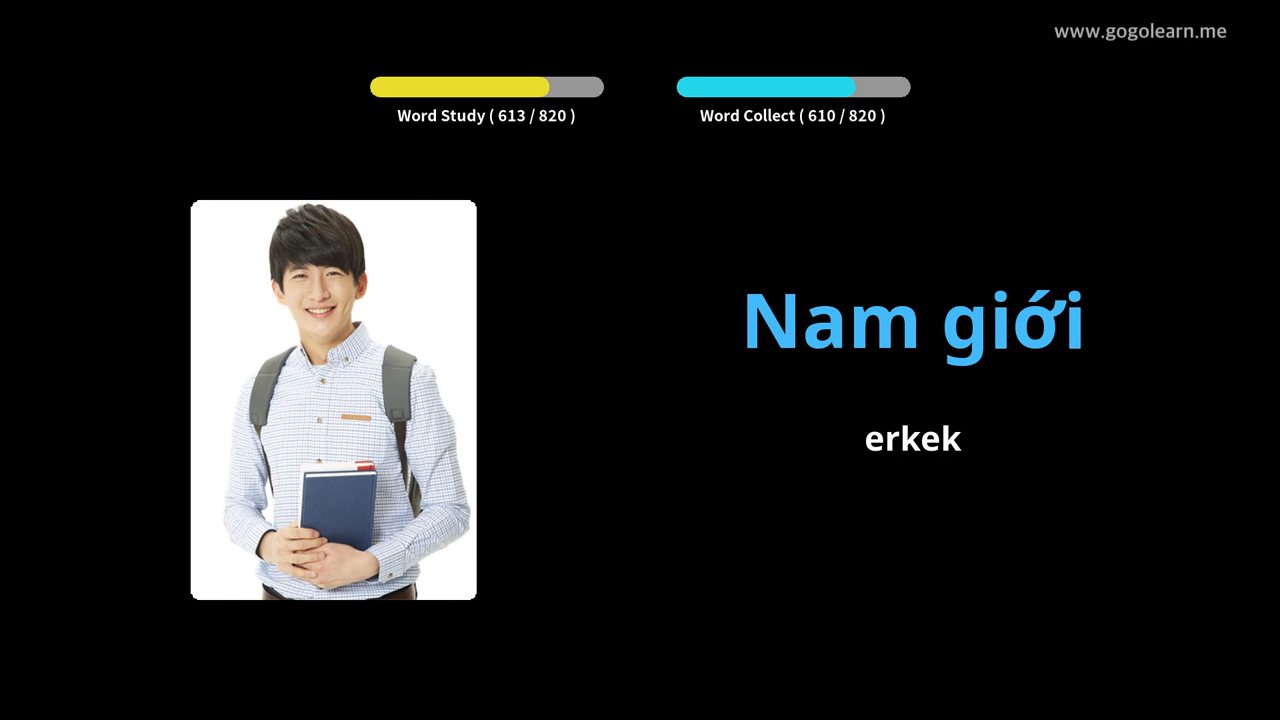 www.gogolearn.me
Word Study ( 613 / 820 )
Word Collect ( 610 / 820 )
Nam giới
erkek